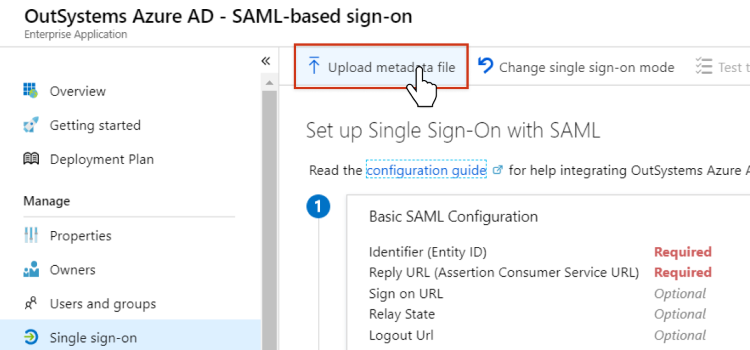 OutSystems Azure AD - SAML-based sign-on
Enterprise Application
«
Overview
Getting started
Deployment Plan
Manage
Properties
Owners
Users and groups
Single sign-on
Upload metadata file
Change single sign-on mode
Test t
Set up Single Sign-On with SAML
Read the configuration guide for help integrating OutSystems Azure A
1
Basic SAML Configuration
Identifier (Entity ID) Required
Reply URL (Assertion Consumer Service URL) Required
Sign on URL Optional
Relay State Optional
Logout Url Optional